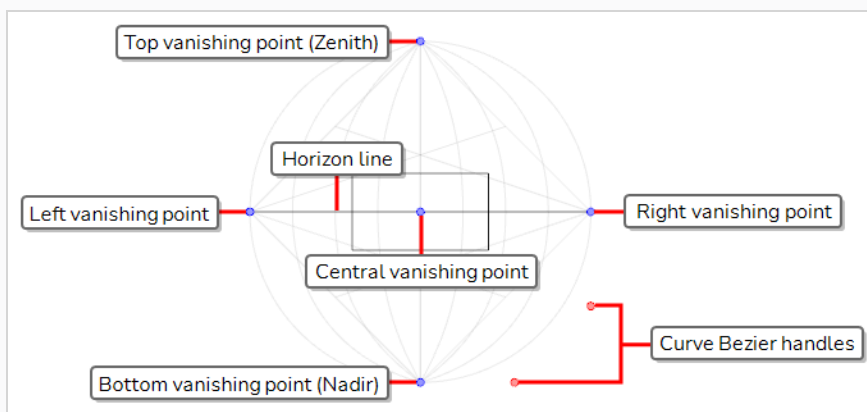 Top vanishing point (Zenith)
Horizon line
Left vanishing point
Right vanishing point
Central vanishing point
Curve Bezier handles
Bottom vanishing point (Nadir)